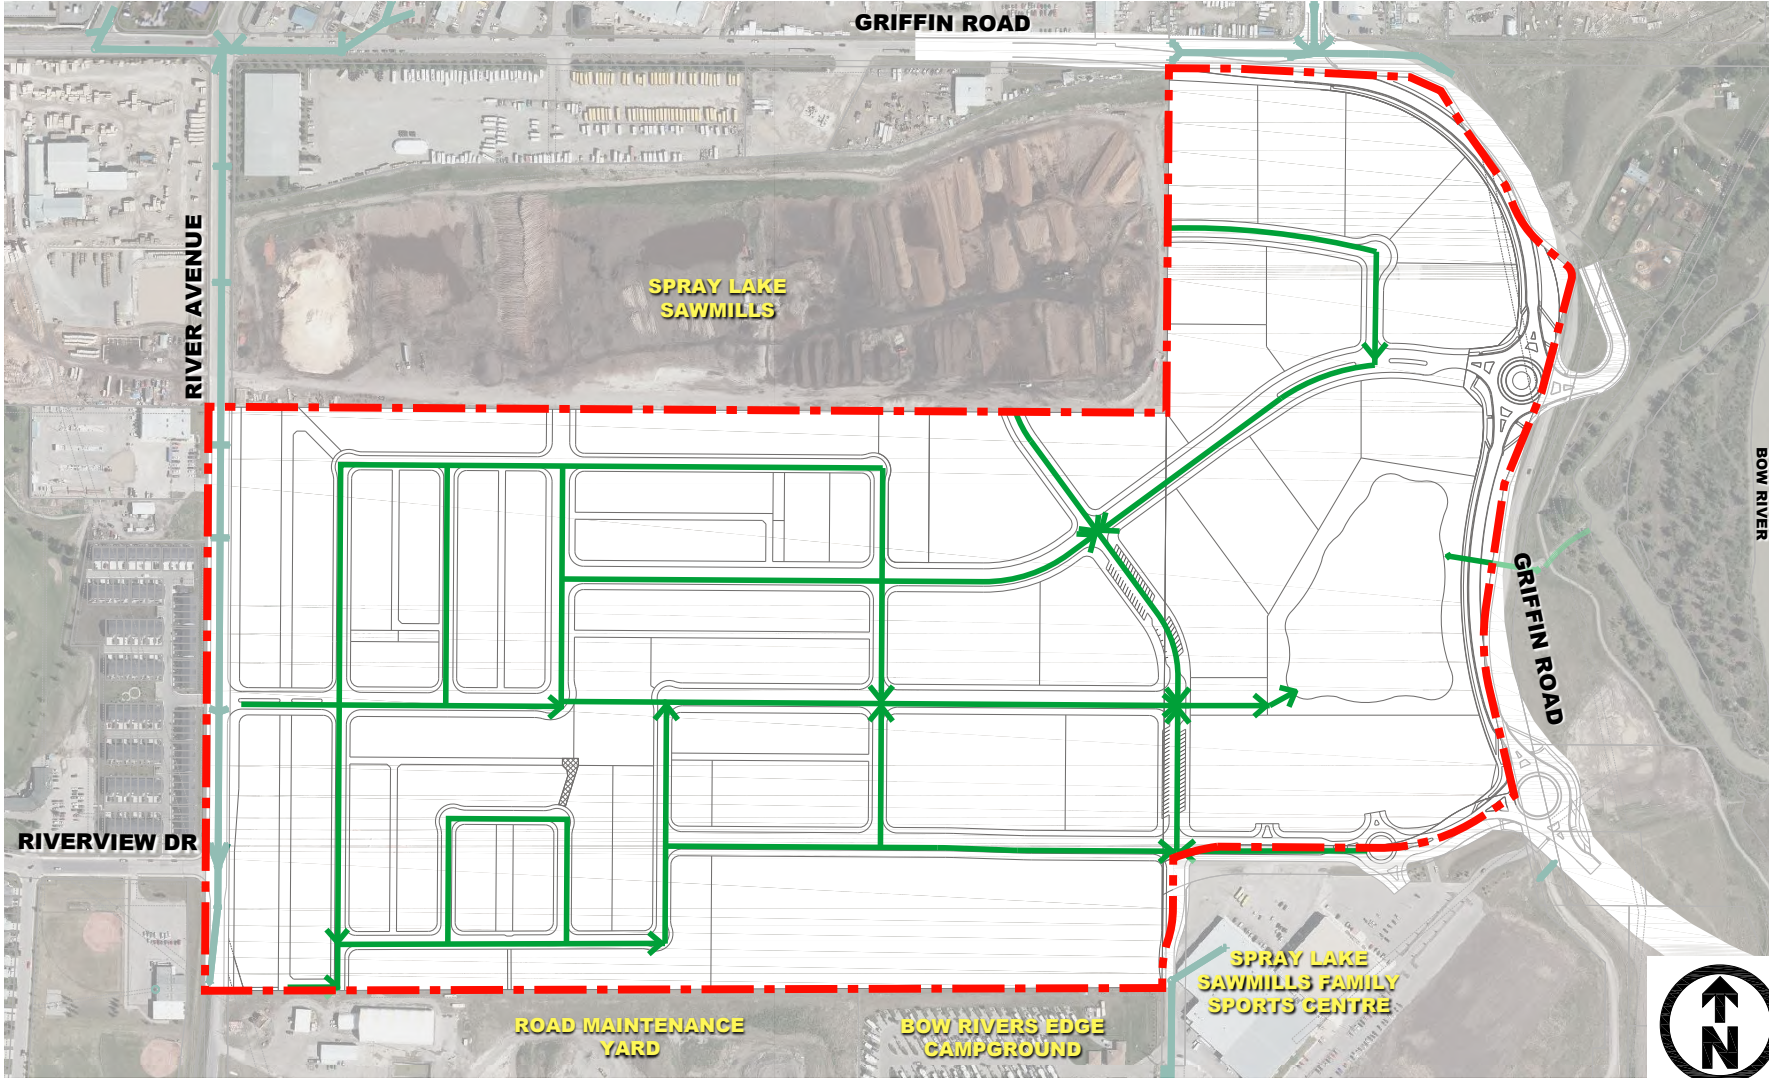 GRIFFIN ROAD
RIVER AVENUE
SPRAY LAKE
SAWMILLS
BOW RIVER
GRIFFIN ROAD
RIVERVIEW DR
SPRAY LAKE
SAWMILLS FAMILY
SPORTS CENTRE
ROAD MAINTENANCE
YARD
BOW RIVERS EDGE
CAMPGROUND
N